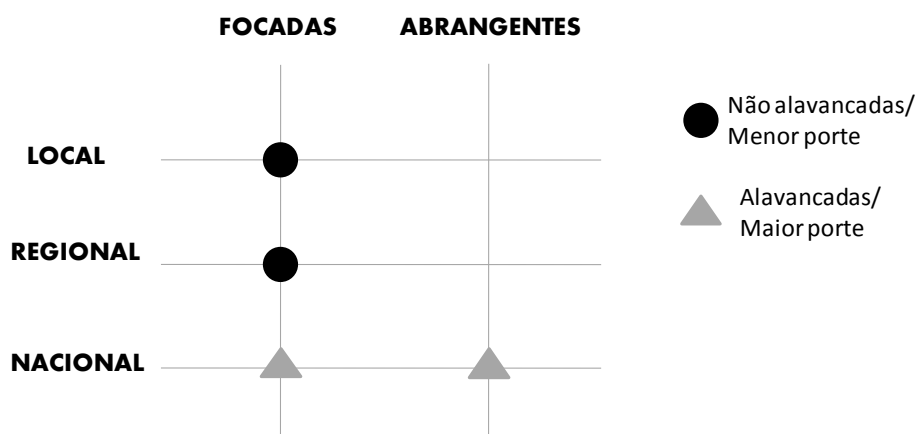 FOCADAS ABRANGENTES
Não alavancadas/
Menor porte
LOCAL
Alavancadas/
Maior porte
REGIONAL
NACIONAL